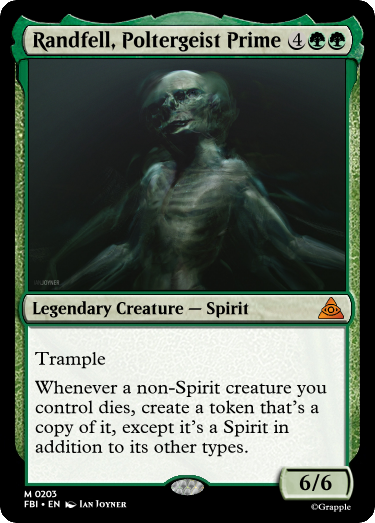 Randfell, Poltergeist Prime 4
JOYNER
Legendary Creature — Spirit
Trample
Whenever a non-Spirit creature you
control dies, create a token that's a
copy of it, except it's a Spirit in
addition to its other types.
6/6
M 0203
FBI • EN Ian Joyner
©Grapple